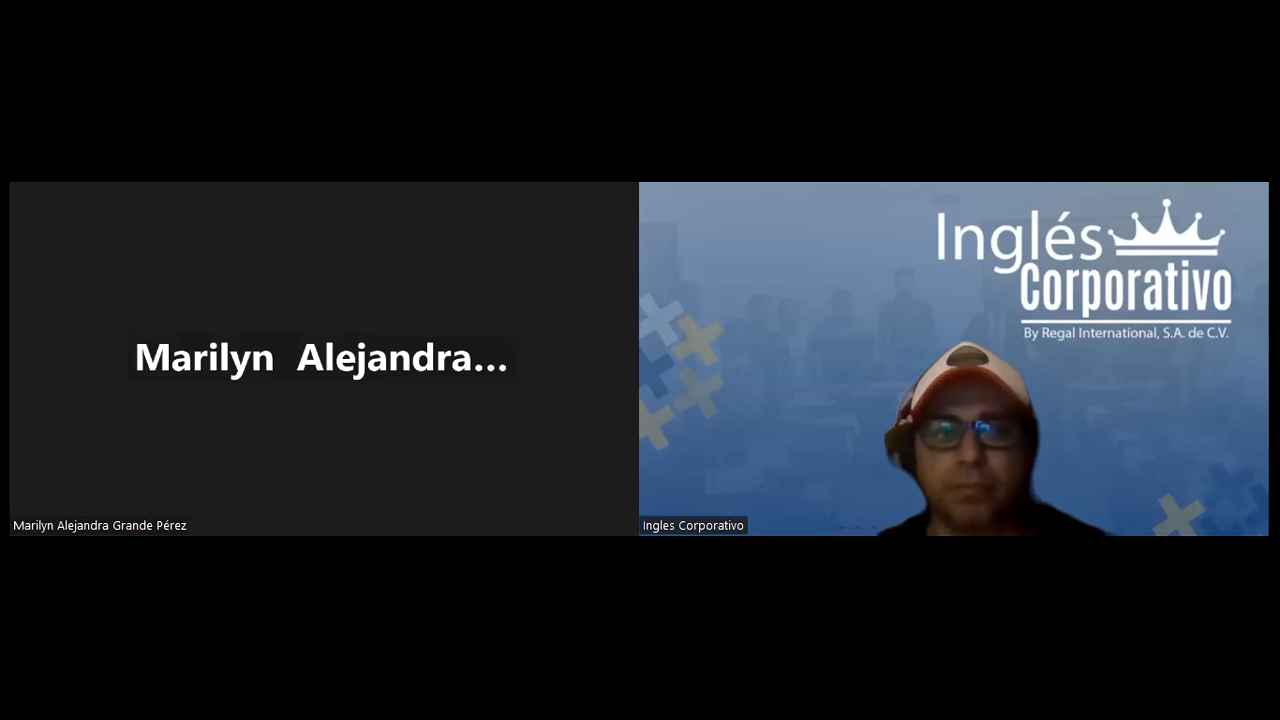 Marilyn Alejandra...
Marilyn Alejandra Grande Pérez
Inglés
Corporativo
By Regal International, S.A. de C.V.
Ingles Corporativo